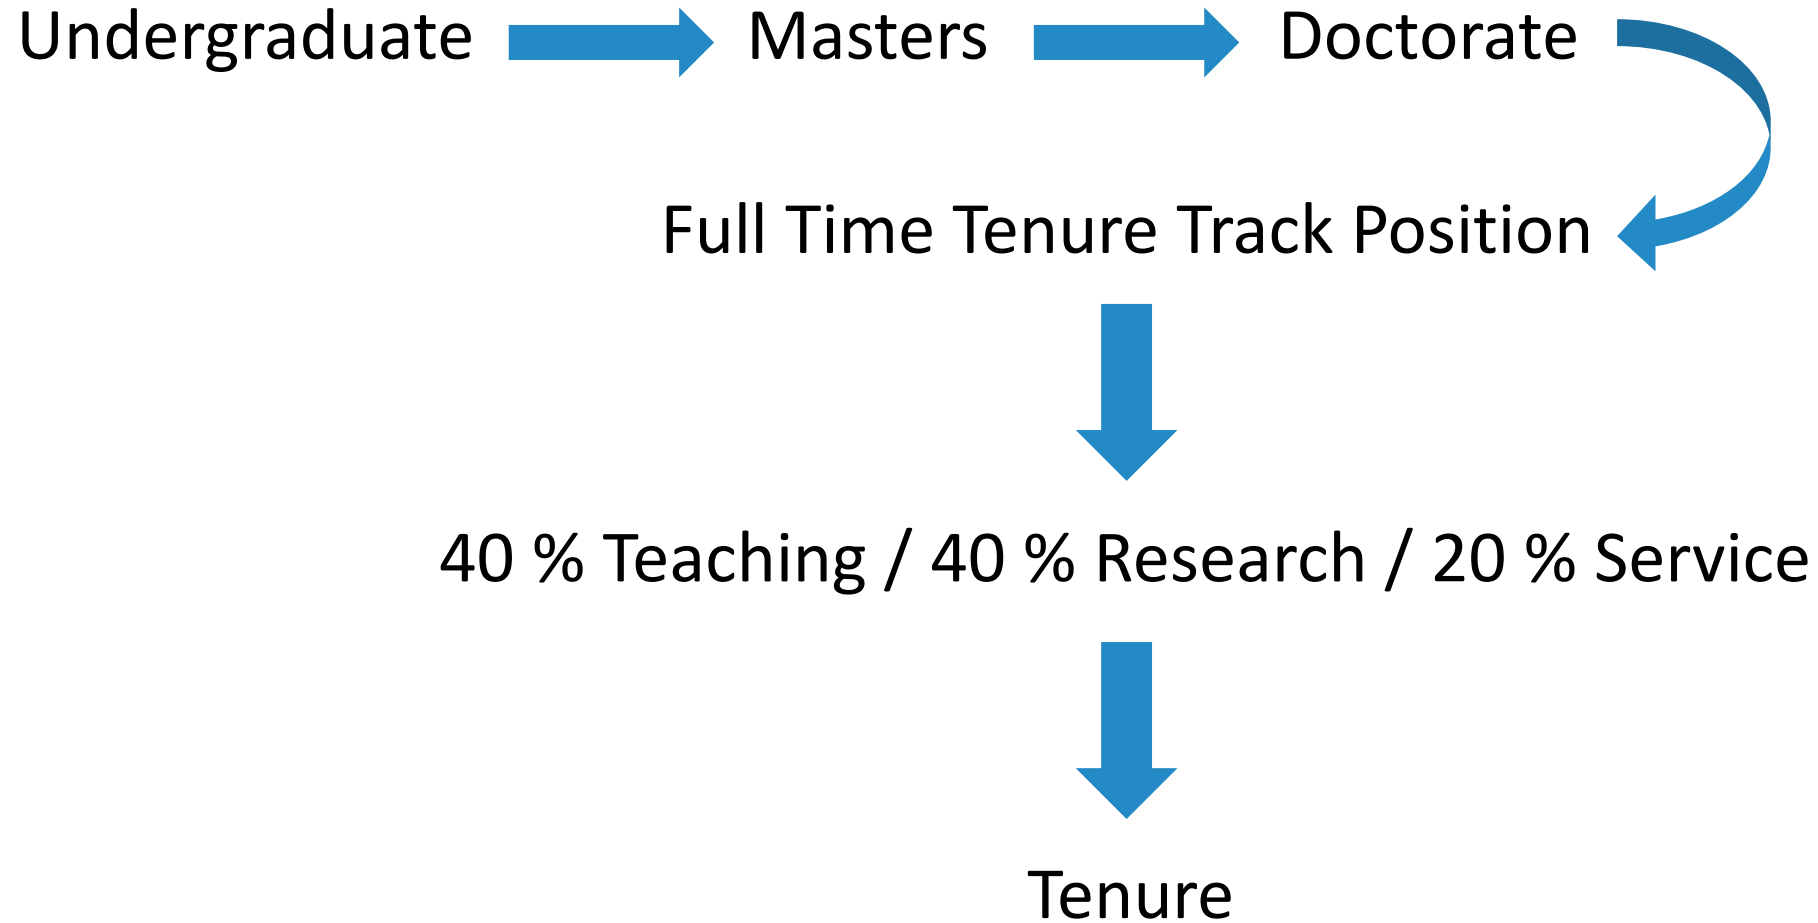 Undergraduate Masters Doctorate
Full Time Tenure Track Position
40 % Teaching / 40 % Research / 20 % Service
Tenure